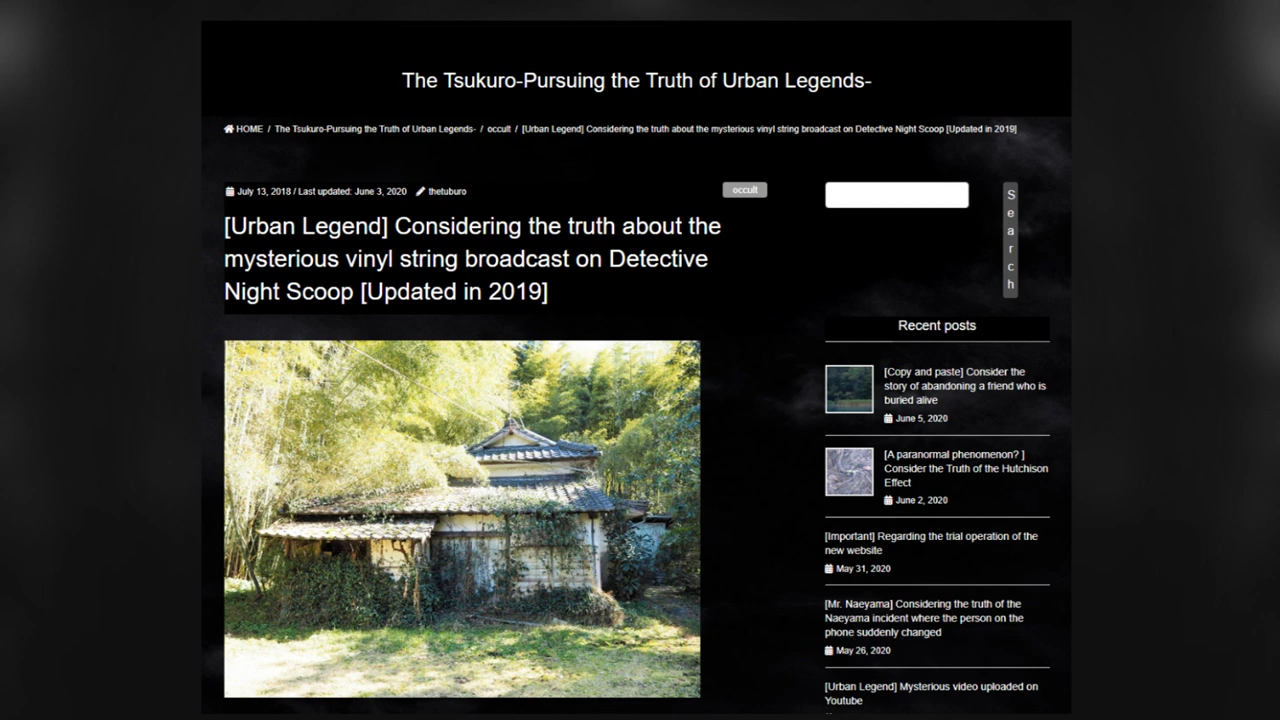 The Tsukuro-Pursuing the Truth of Urban Legends-
HOME / The Tsukuro-Pursuing the Truth of Urban Legends- / occult / [Urban Legend] Considering the truth about the mysterious vinyl string broadcast on Detective Night Scoop [Updated in 2019]
July 13, 2018 / Last updated: June 3, 2020 thetuburo
occult
[Urban Legend] Considering the truth about the
mysterious vinyl string broadcast on Detective
Night Scoop [Updated in 2019]
Search
Recent posts
[Copy and paste] Consider the
story of abandoning a friend who is
buried alive
June 5, 2020
[A paranormal phenomenon? ]
Consider the Truth of the Hutchison
Effect
June 2, 2020
[Important] Regarding the trial operation of the
new website
May 31, 2020
[Mr. Naeyama] Considering the truth of the
Naeyama incident where the person on the
phone suddenly changed
May 26, 2020
[Urban Legend] Mysterious video uploaded on
Youtube